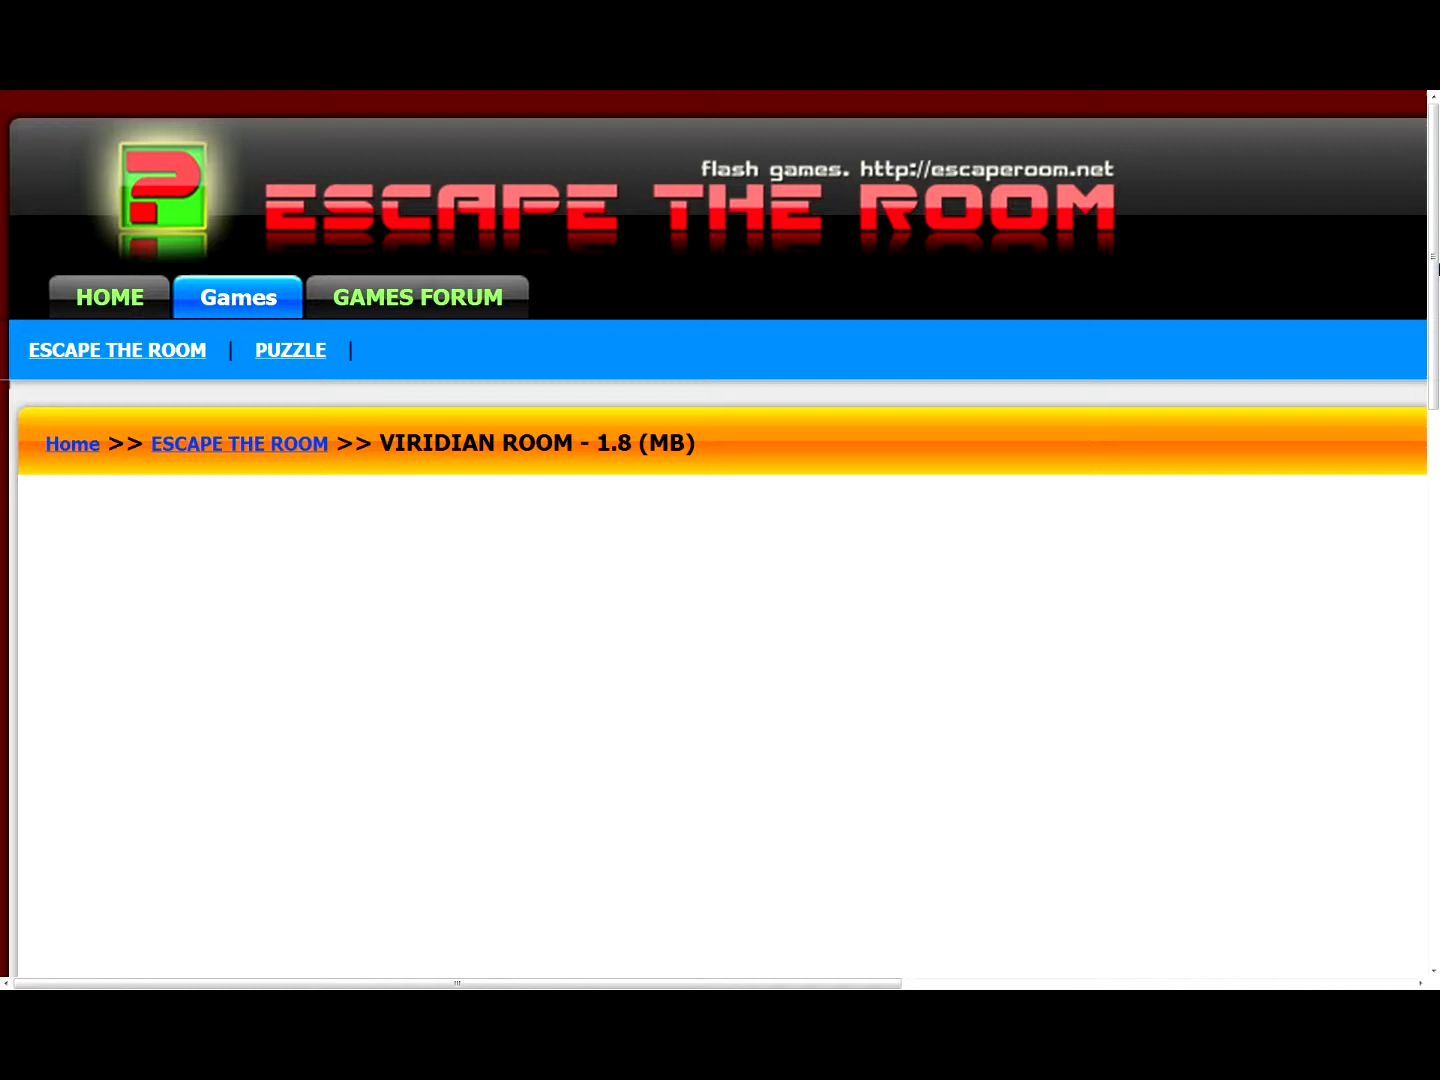 flash games. http://escaperoom.net
ESCAPE THE ROOM
HOME Games GAMES FORUM
ESCAPE THE ROOM | PUZZLE |
Home >> ESCAPE THE ROOM >> VIRIDIAN ROOM - 1.8 (MB)